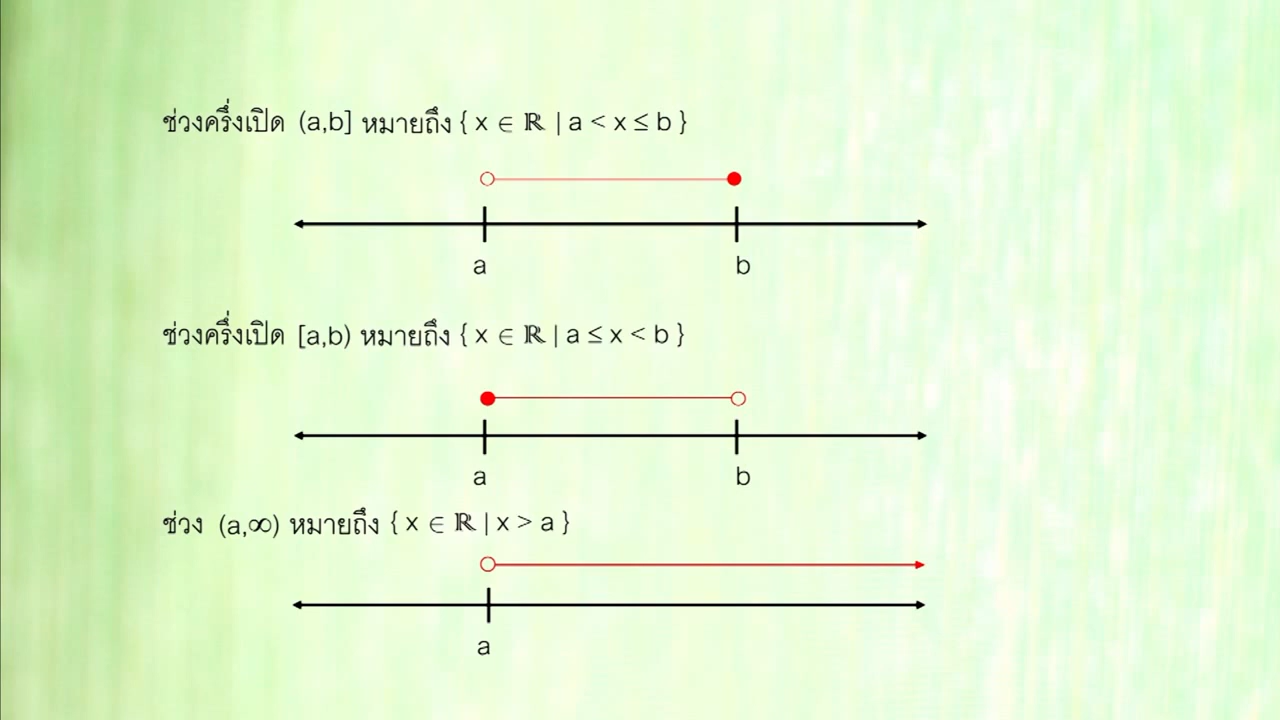 ช่วงครึ่งเปิด (a,b] หมายถึง { x ∈ ℝ | a < x ≤ b }
a b
ช่วงครึ่งเปิด [a,b) หมายถึง { x ∈ ℝ | a ≤ x < b }
a b
ช่วง (a,∞) หมายถึง { x ∈ ℝ | x > a }
a